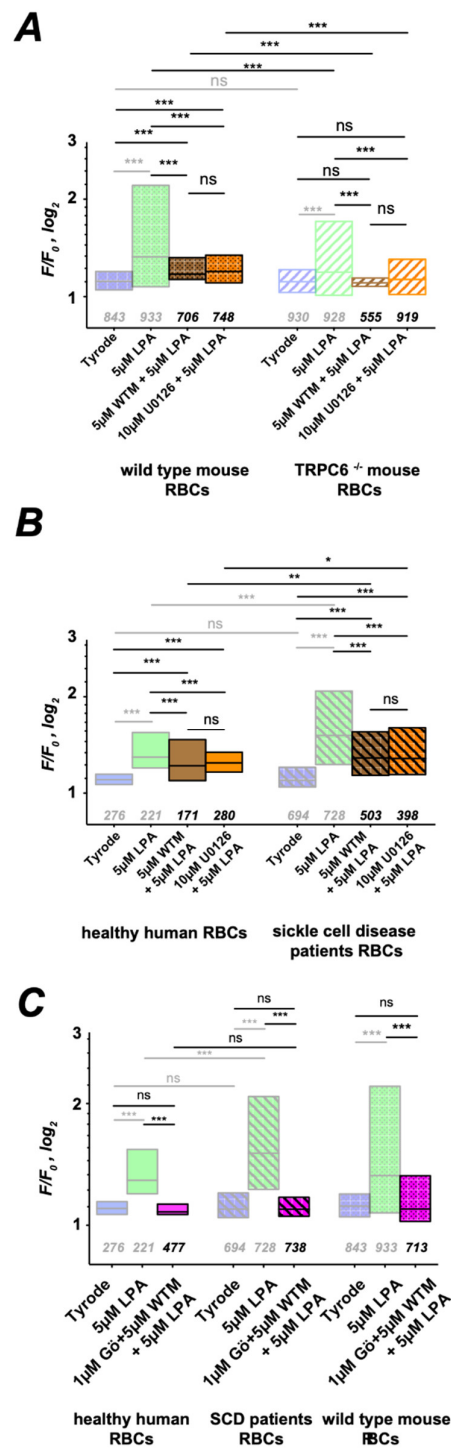 A
***
***
***
ns
***
ns
***
***
***
ns
***
***
***
***
ns
ns
3
2
1
F/F0, log2
843 933 706 748 930 928 555 919
Tyrode
5µM LPA
5µM WTM + 5µM LPA
10µM U0126 + 5µM LPA
Tyrode
5µM LPA
5µM WTM + 5µM LPA
10µM U0126 + 5µM LPA
wild type mouse
RBCs
TRPC6 -/- mouse
RBCs
B
*
**
***
***
***
ns
***
***
***
***
***
***
***
ns
ns
3
2
1
F/F0, log2
276 221 171 280 694 728 503 398
Tyrode
5µM LPA
5µM WTM
+ 5µM LPA
10µM U0126
+ 5µM LPA
Tyrode
5µM LPA
5µM WTM
+ 5µM LPA
10µM U0126
+ 5µM LPA
healthy human RBCs
sickle cell disease
patients RBCs
C
ns
ns
***
***
ns
***
***
***
ns
ns
***
***
3
2
1
F/F0, log2
276 221 477 694 728 738 843 933 713
Tyrode
5µM LPA
1µM Gö+5µM WTM
+ 5µM LPA
Tyrode
5µM LPA
1µM Gö+5µM WTM
+ 5µM LPA
Tyrode
5µM LPA
1µM Gö+5µM WTM
+ 5µM LPA
healthy human
RBCs
SCD patients
RBCs
wild type mouse
RBCs